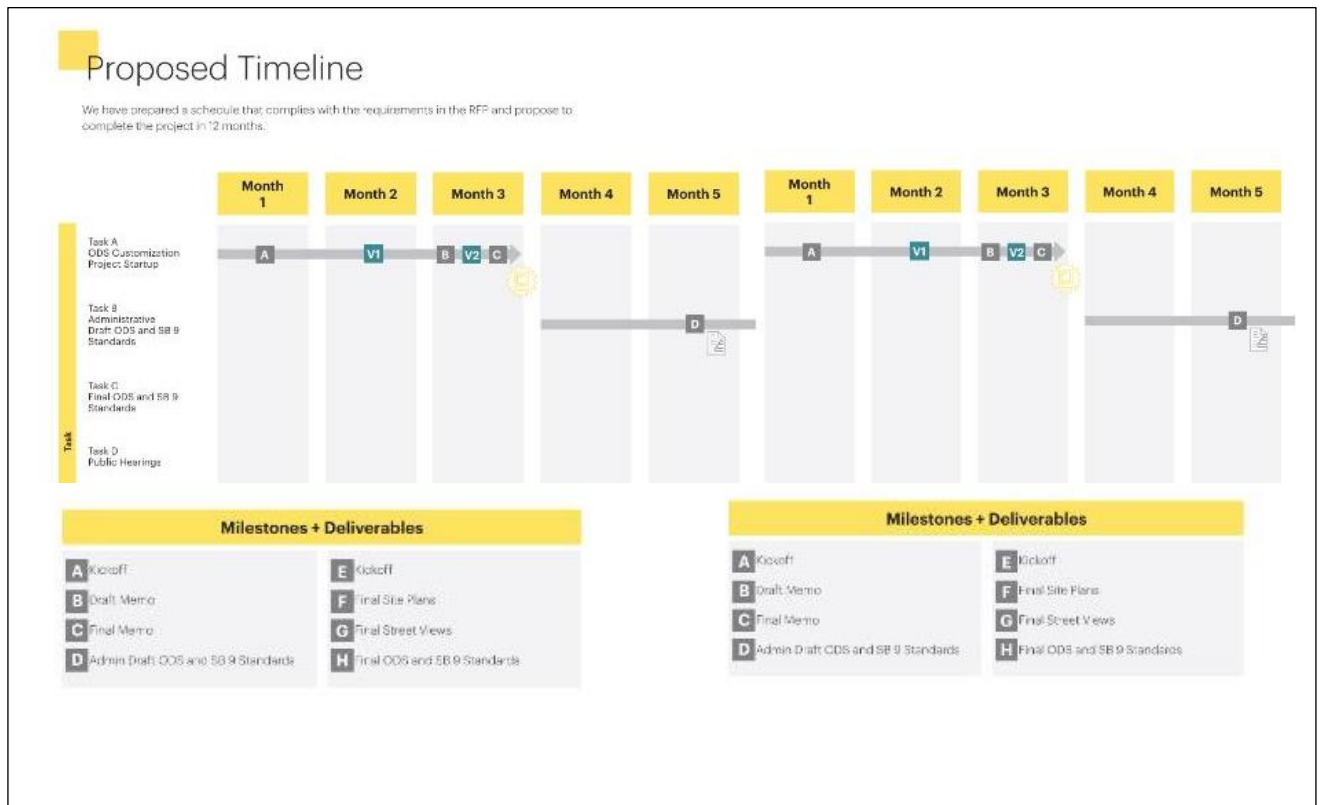 Proposed Timeline
We have prepared a schedule that complies with the requirements in the RFP and propose to
complete the project in 12 months.
Month
1
Month 2
Month 3
Month 4
Month 5
Month
1
Month 2
Month 3
Month 4
Month 5
Task
Task A
ODS Customization
Project Startup
A
V1
B
V2
C
A
V1
B
V2
C
Task B
Administrative
Draft ODS and SB 9
Standards
D
D
Task C
Final ODS and SB 9
Standards
Task D
Public Hearings
Milestones + Deliverables
A Kickoff
B Draft Memo
C Final Memo
D Admin Draft ODS and SB 9 Standards
E Kickoff
F Final Site Plans
G Final Street Views
H Final ODS and SB 9 Standards
Milestones + Deliverables
A Kickoff
B Draft Memo
C Final Memo
D Admin Draft ODS and SB 9 Standards
E Kickoff
F Final Site Plans
G Final Street Views
H Final ODS and SB 9 Standards